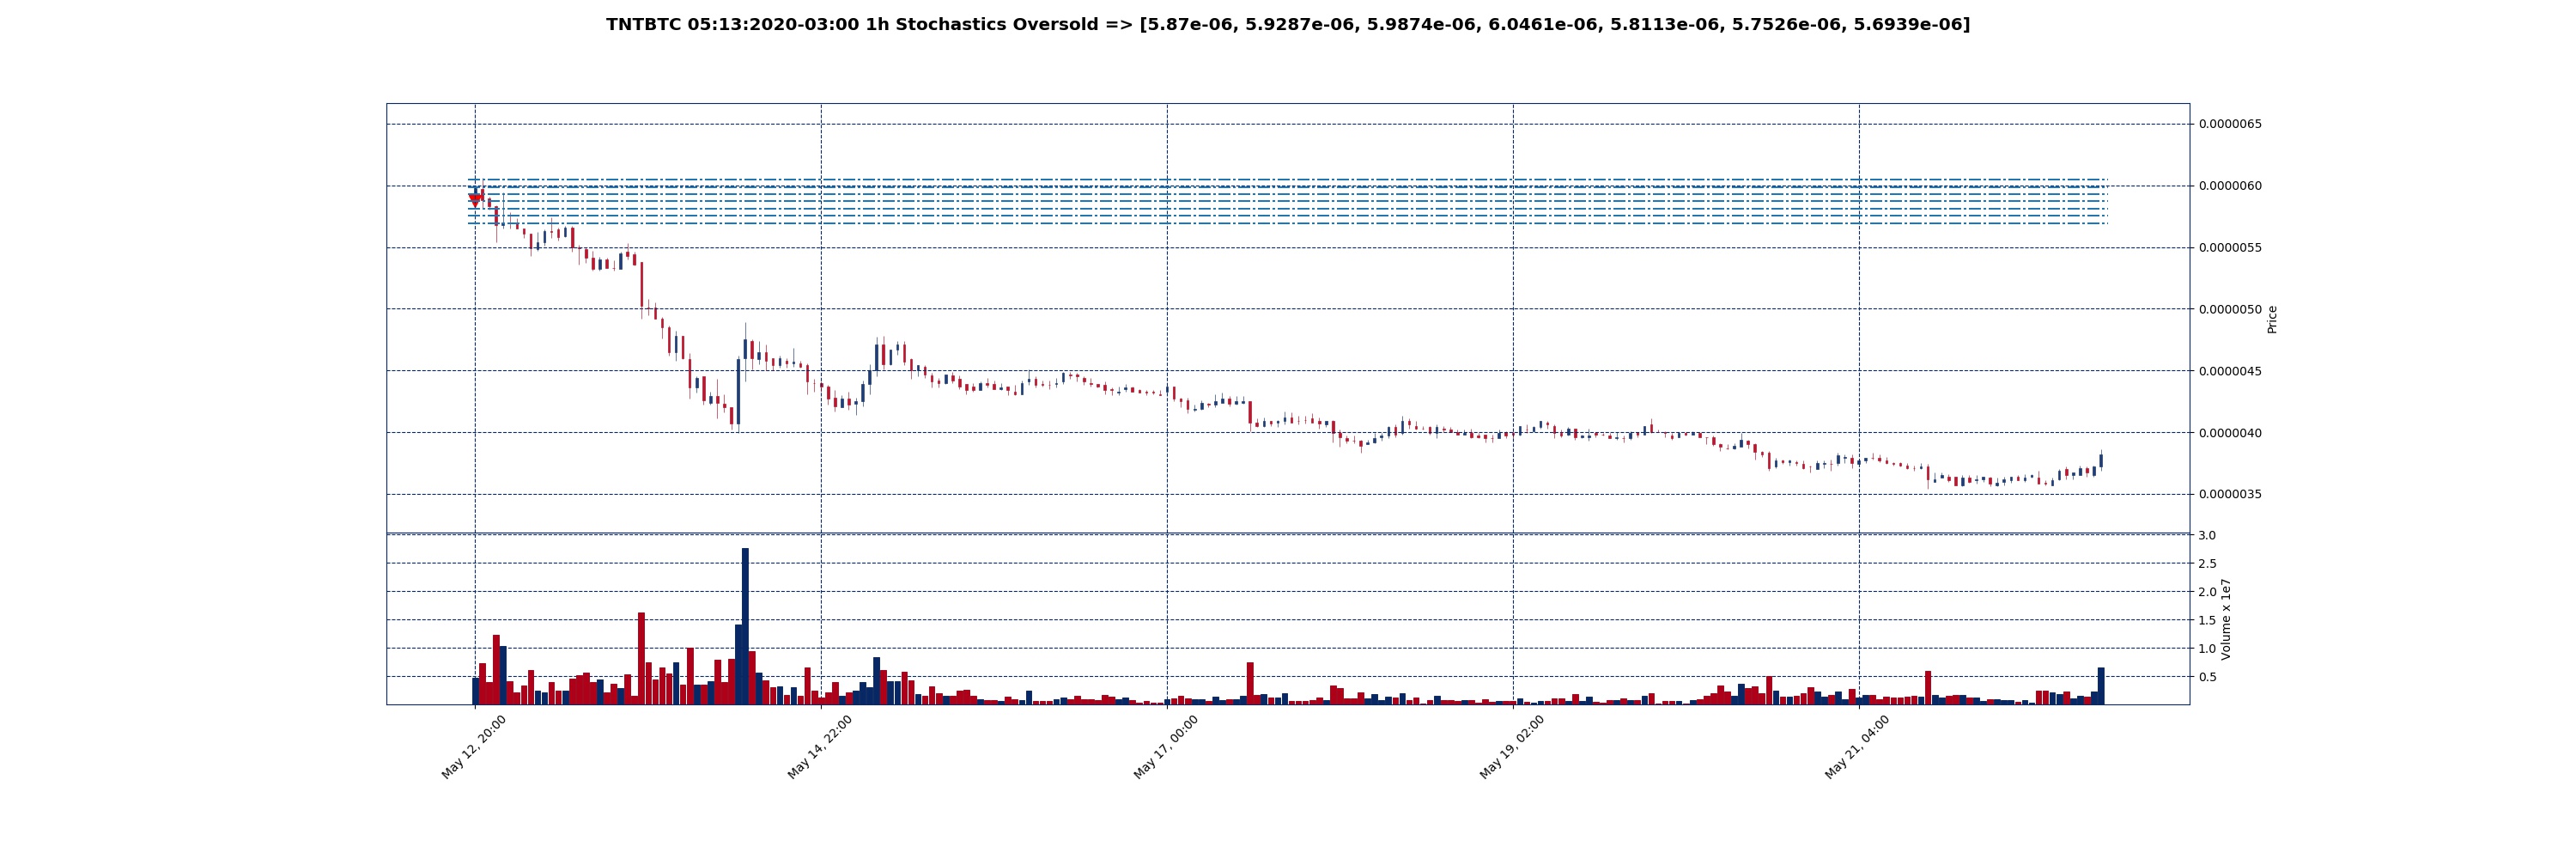 TNTBTC 05:13:2020-03:00 1h Stochastics Oversold => [5.87e-06, 5.9287e-06, 5.9874e-06, 6.0461e-06, 5.8113e-06, 5.7526e-06, 5.6939e-06]
0.0000065
0.0000060
0.0000055
0.0000050
0.0000045
0.0000040
0.0000035
Price
3.0
2.5
2.0
1.5
1.0
0.5
Volume x 1e7
May 12, 20:00
May 14, 22:00
May 17, 00:00
May 19, 02:00
May 21, 04:00